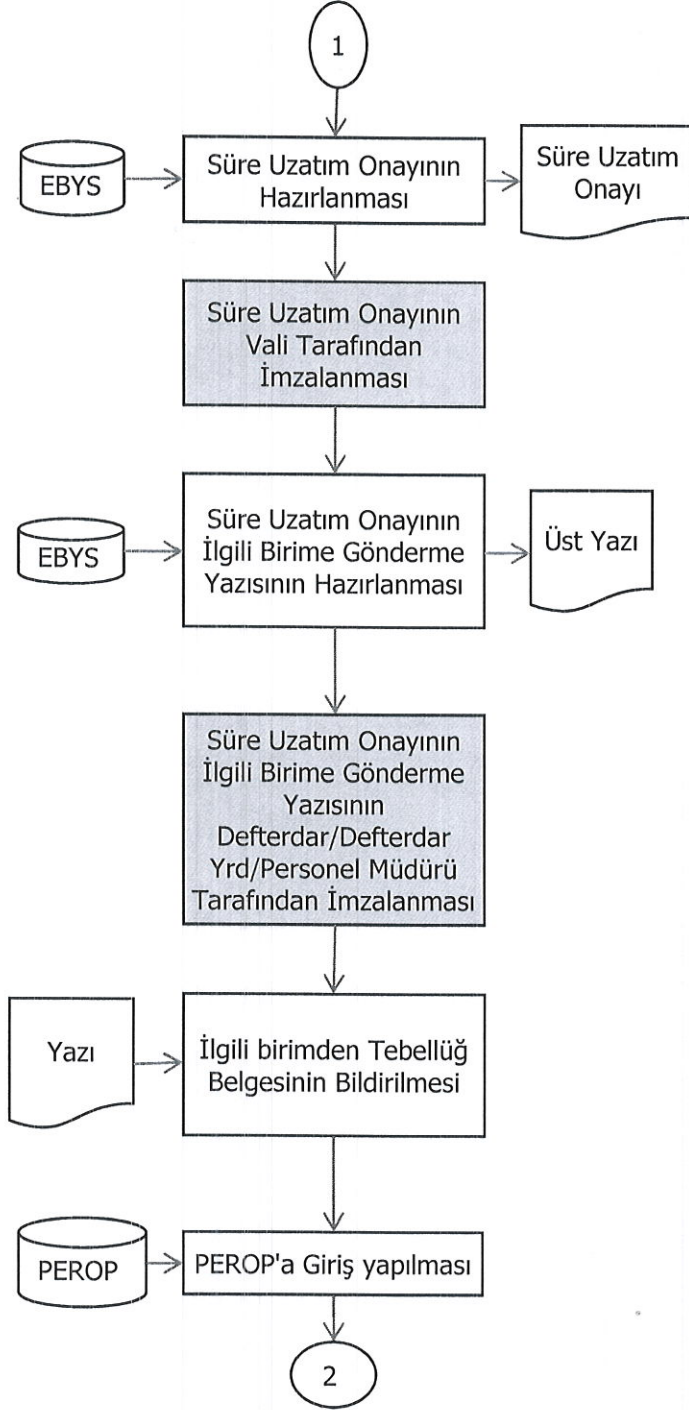 1
EBYS
Süre Uzatım Onayının
Hazırlanması
Süre Uzatım
Onayı
Süre Uzatım Onayının
Vali Tarafından
İmzalanması
EBYS
Süre Uzatım Onayının
İlgili Birime Gönderme
Yazısının Hazırlanması
Üst Yazı
Süre Uzatım Onayının
İlgili Birime Gönderme
Yazısının
Defterdar/Defterdar
Yrd/Personel Müdürü
Tarafından İmzalanması
Yazı
İlgili birimden Tebellüğ
Belgesinin Bildirilmesi
PEROP
PEROP'a Giriş yapılması
2